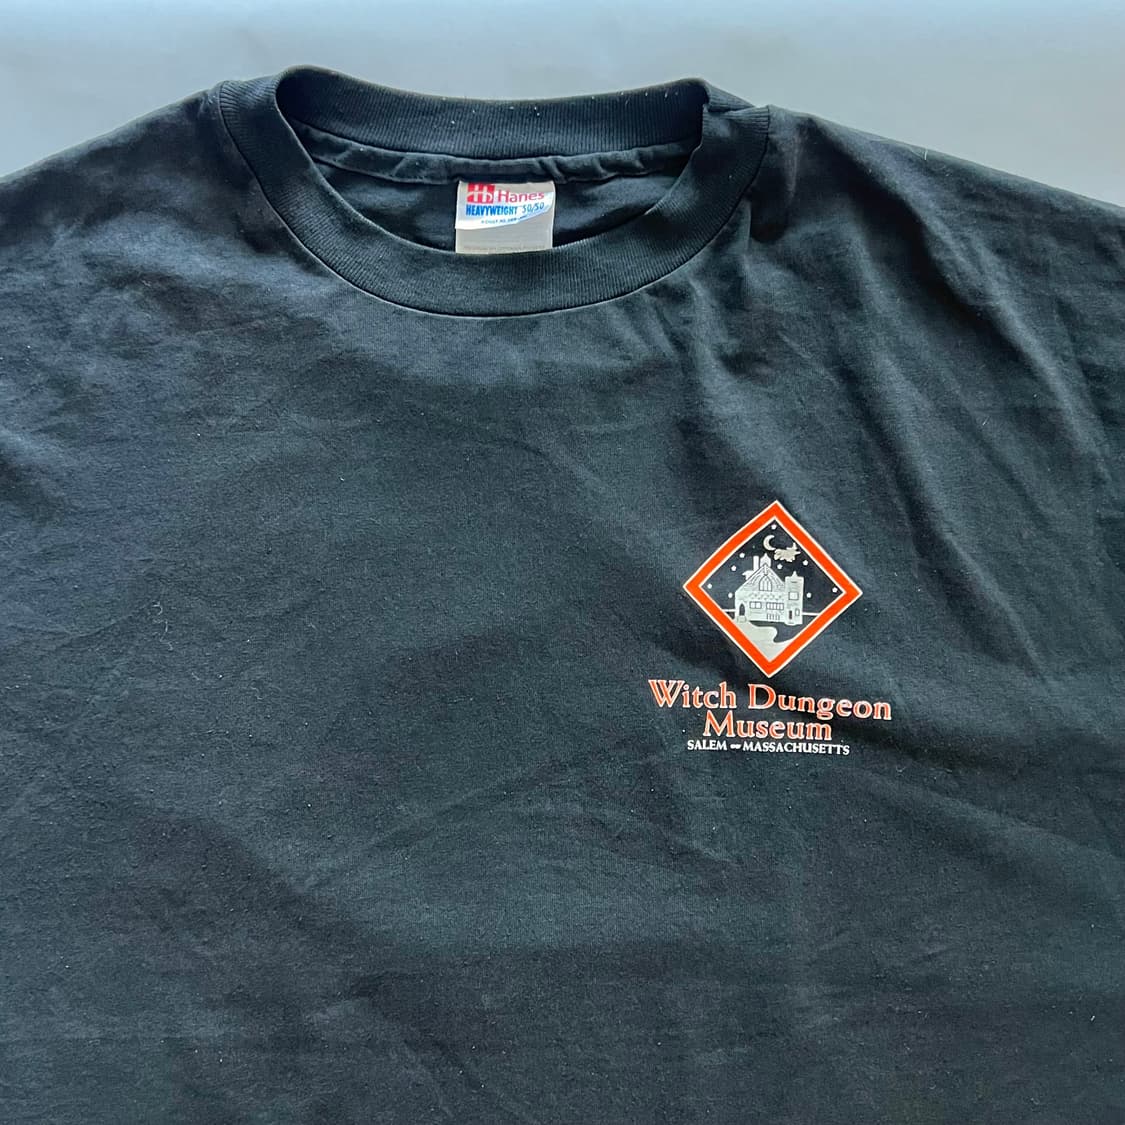 Hanes
HEAVYWEIGHT 50/50
Witch Dungeon
Museum
SALEM MASSACHUSETTS